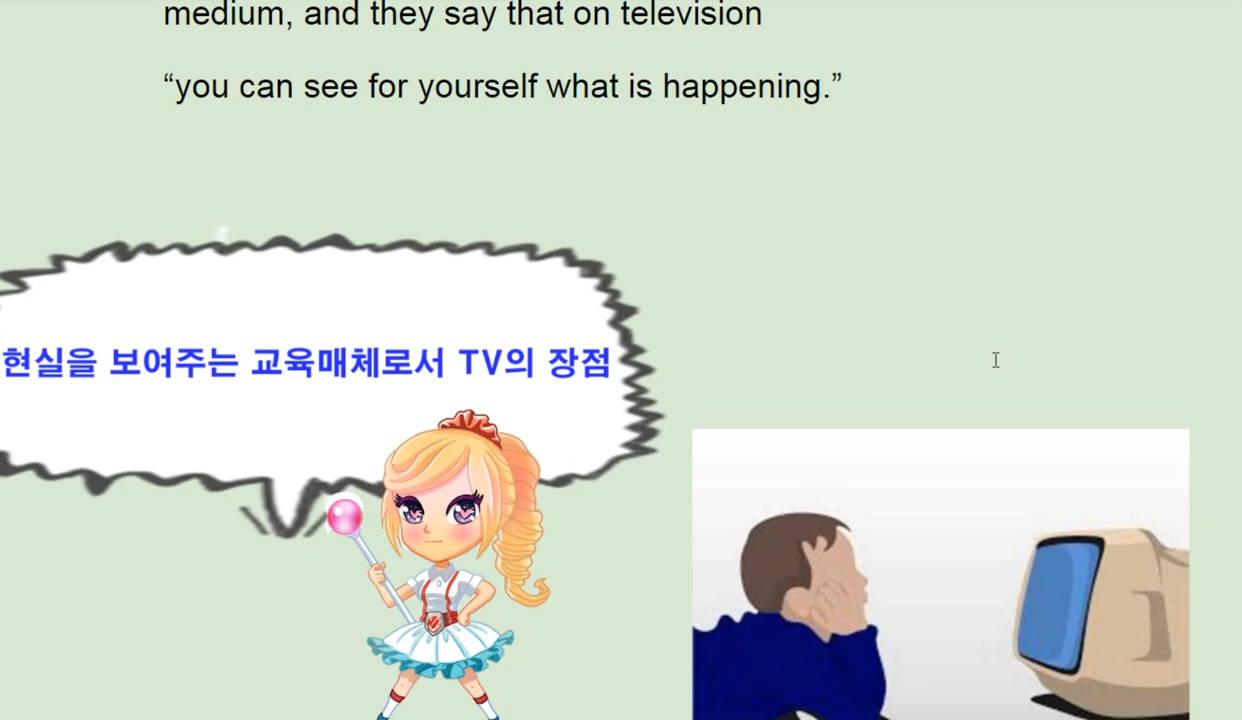 medium, and they say that on television
“you can see for yourself what is happening.”
현실을 보여주는 교육매체로서 TV의 장점